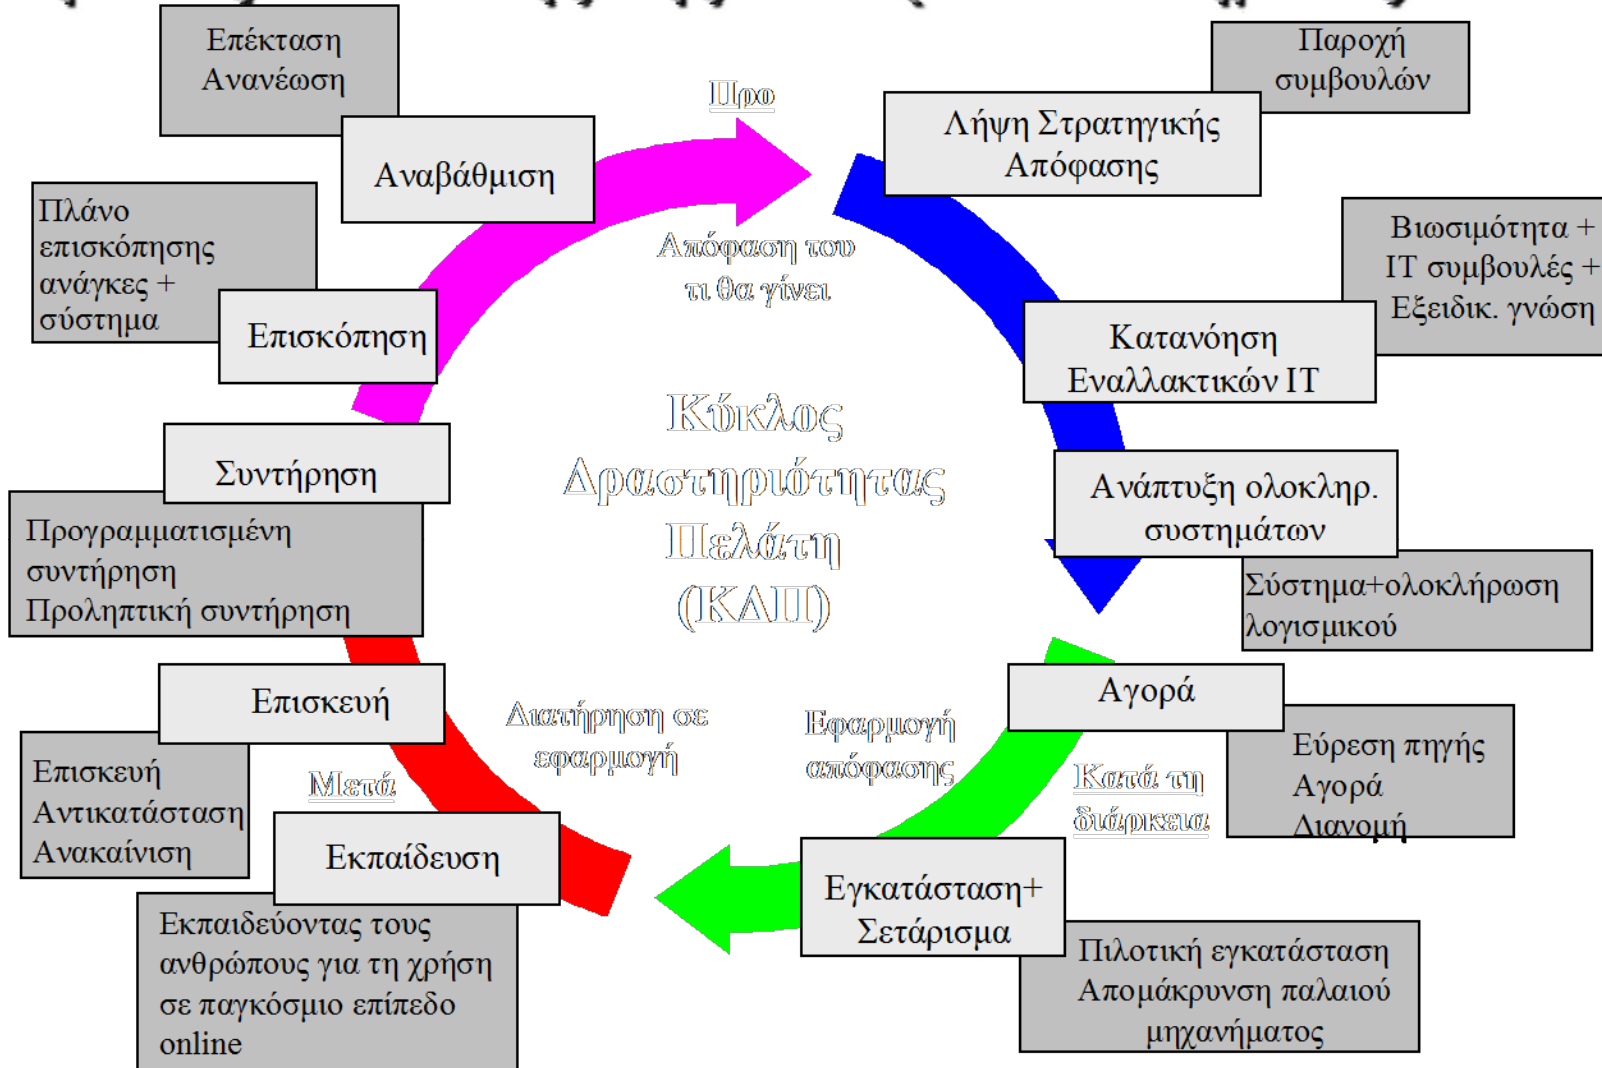 Επέκταση
Ανανέωση
Αναβάθμιση
Πλάνο
επισκόπησης
ανάγκες +
σύστημα
Επισκόπηση
Προ
Απόφαση του
τι θα γίνει
Παροχή
συμβουλών
Λήψη Στρατηγικής
Απόφασης
Βιωσιμότητα +
IT συμβουλές +
Εξειδικ. γνώση
Κατανόηση
Εναλλακτικών IT
Κύκλος
Δραστηριότητας
Πελάτη
(ΚΔΠ)
Ανάπτυξη ολοκληρ.
συστημάτων
Σύστημα+ολοκλήρωση
λογισμικού
Συντήρηση
Προγραμματισμένη
συντήρηση
Προληπτική συντήρηση
Επισκευή
Επισκευή
Αντικατάσταση
Ανακαίνιση
Διατήρηση σε
εφαρμογή
Μετά
Εφαρμογή
απόφασης
Κατά τη
διάρκεια
Αγορά
Εύρεση πηγής
Αγορά
Διανομή
Εκπαίδευση
Εκπαιδεύοντας τους
ανθρώπους για τη χρήση
σε παγκόσμιο επίπεδο
online
Εγκατάσταση+
Σετάρισμα
Πιλοτική εγκατάσταση
Απομάκρυνση παλαιού
μηχανήματος